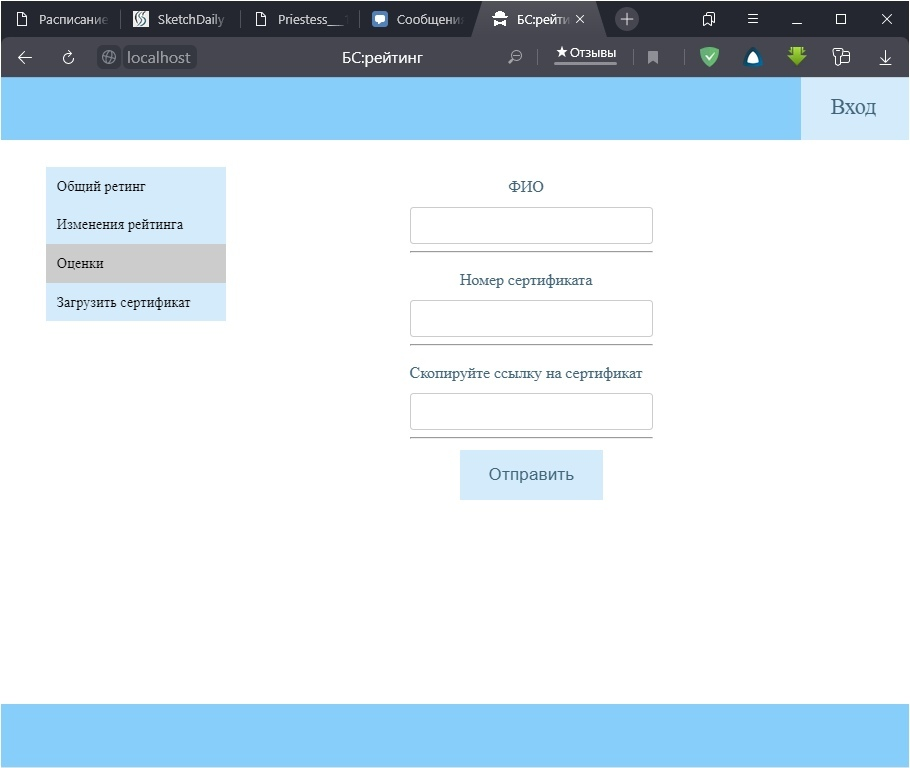 Расписание
SketchDaily
Priestess__
Сообщени
БС:рейти
localhost
БС:рейтинг
★Отзывы
Вход
Общий ретинг
Изменения рейтинга
Оценки
Загрузить сертификат
ФИО
Номер сертификата
Скопируйте ссылку на сертификат
Отправить